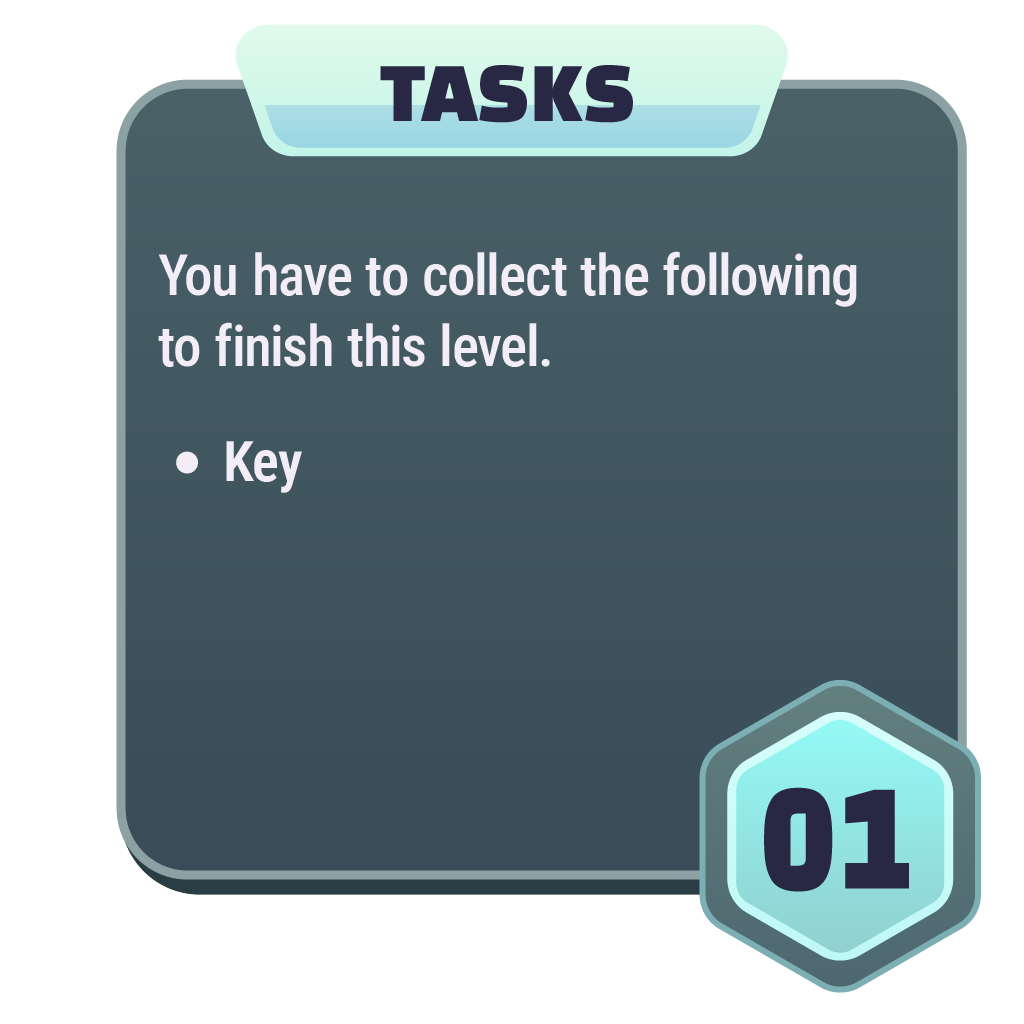 TASKS
You have to collect the following
to finish this level.
• Key
01